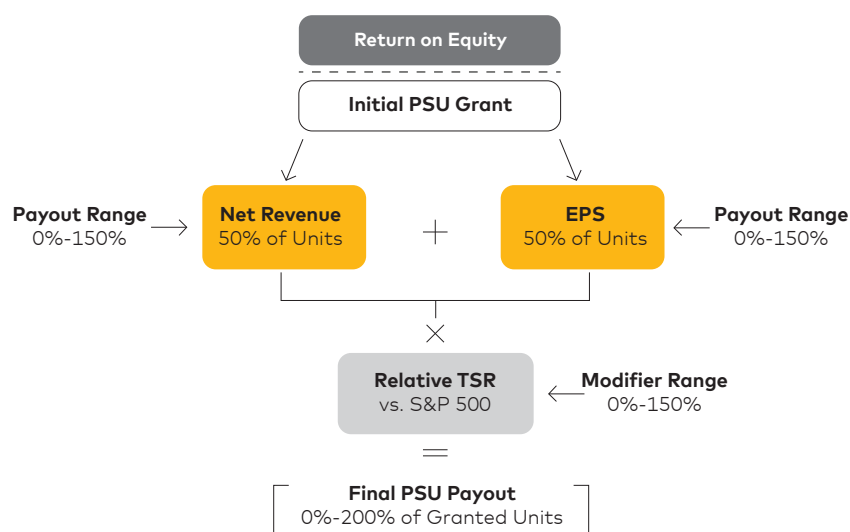 Return on Equity
Initial PSU Grant
Payout Range
0%-150%
Net Revenue
50% of Units
+
EPS
50% of Units
Payout Range
0%-150%
×
Relative TSR
vs. S&P 500
Modifier Range
0%-150%
=
Final PSU Payout
0%-200% of Granted Units